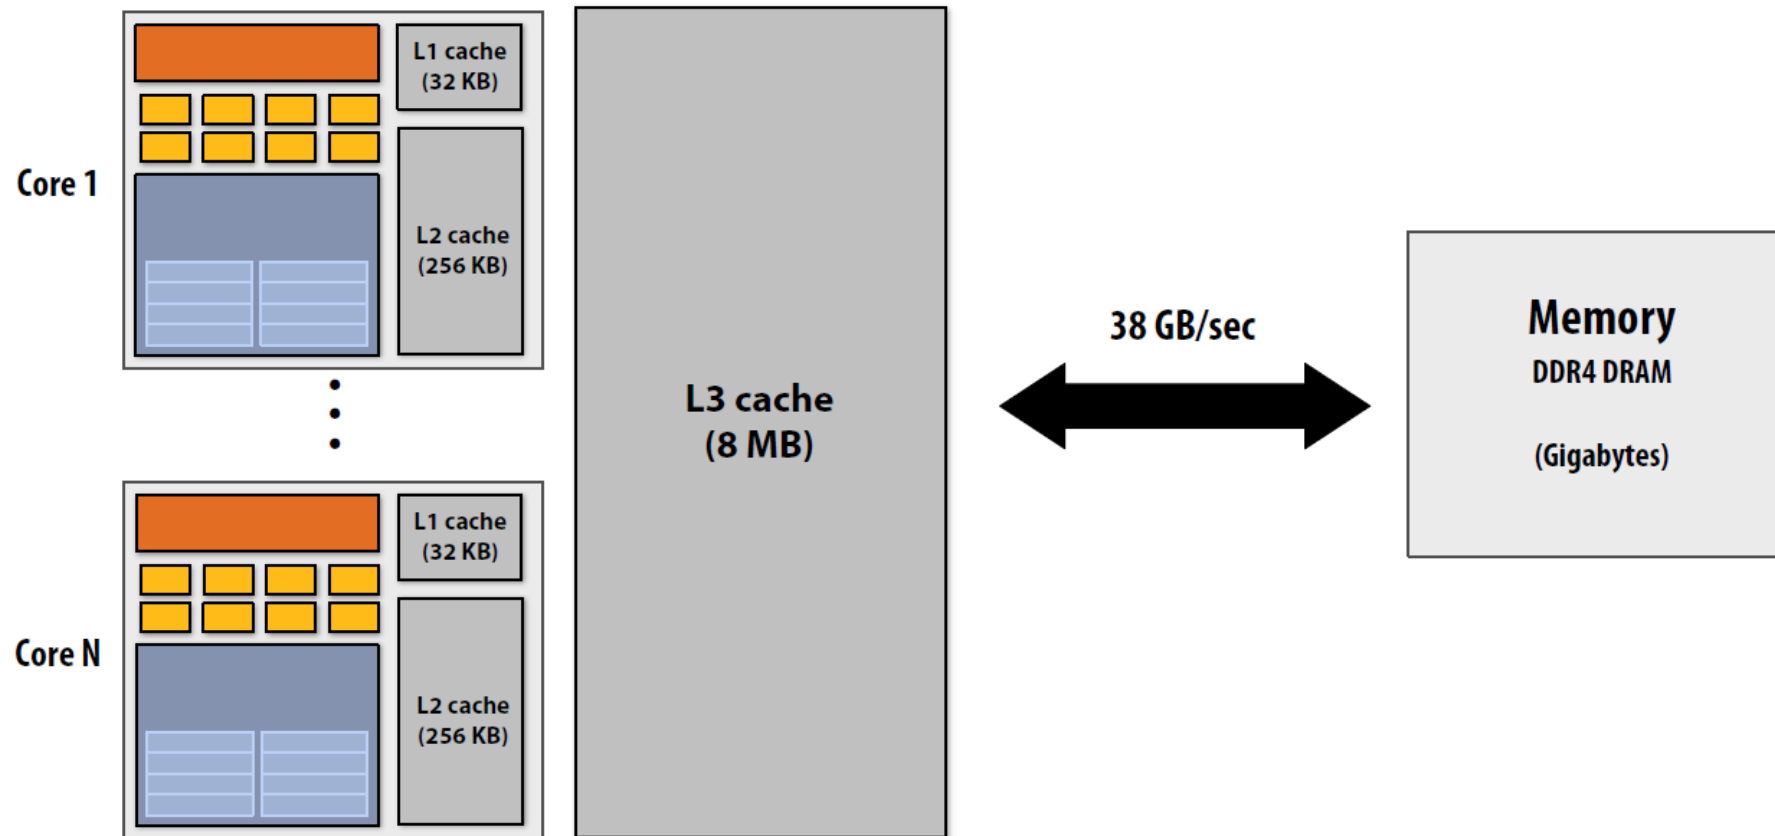 Core 1
L1 cache
(32 KB)
L2 cache
(256 KB)
Core N
L1 cache
(32 KB)
L2 cache
(256 KB)
L3 cache
(8 MB)
38 GB/sec
Memory
DDR4 DRAM
(Gigabytes)